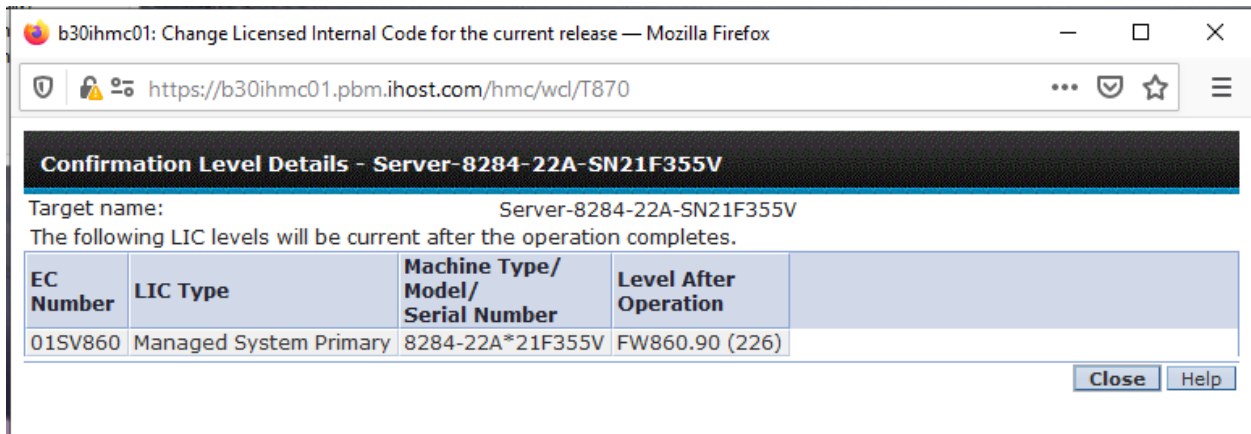 b30ihmc01: Change Licensed Internal Code for the current release — Mozilla Firefox
https://b30ihmc01.pbm.ihost.com/hmc/wcl/T870
Confirmation Level Details - Server-8284-22A-SN21F355V
Target name: Server-8284-22A-SN21F355V
The following LIC levels will be current after the operation completes.
EC Number LIC Type Machine Type/ Model/ Serial Number Level After Operation
01SV860 Managed System Primary 8284-22A*21F355V FW860.90 (226)
Close Help